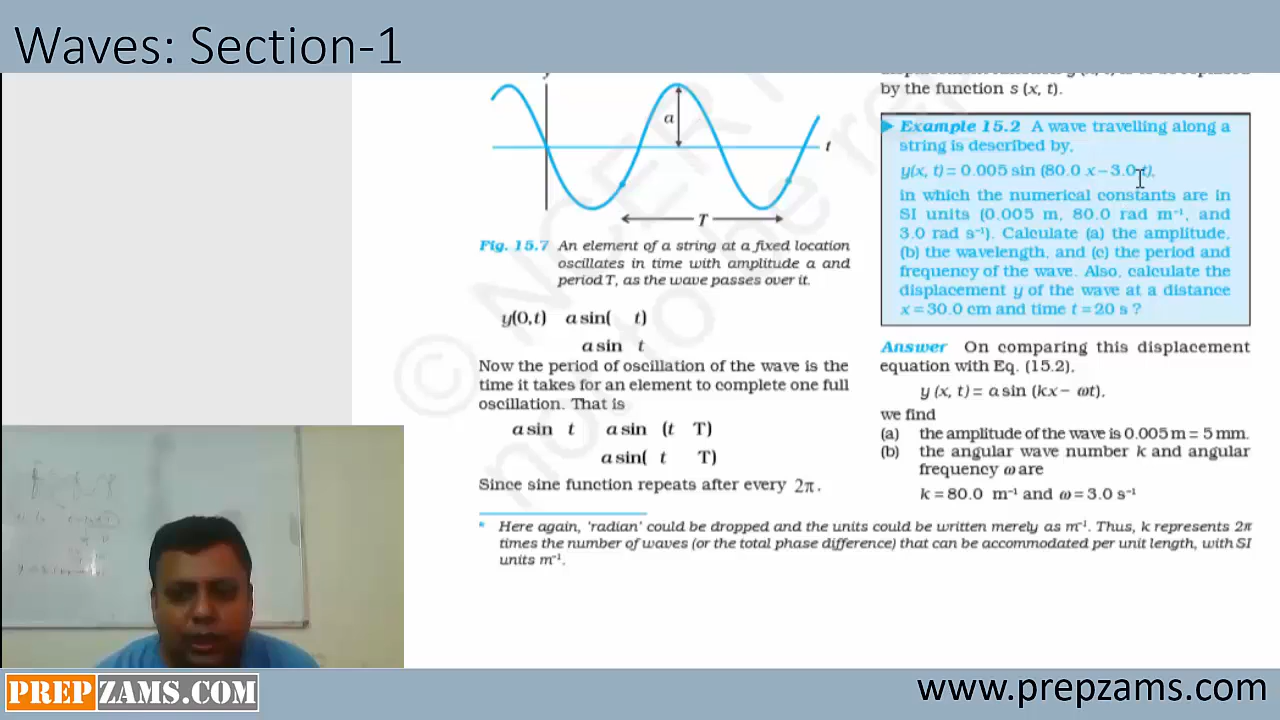 Waves: Section-1
y
a
t
T
Fig. 15.7 An element of a string at a fixed location
oscillates in time with amplitude a and
period T, as the wave passes over it.
y(0,t) a sin( t)
a sin t
Now the period of oscillation of the wave is the
time it takes for an element to complete one full
oscillation. That is
a sin t a sin (t T)
a sin( t T)
Since sine function repeats after every 2π.
* Here again, 'radian' could be dropped and the units could be written merely as m⁻¹. Thus, k represents 2π
times the number of waves (or the total phase difference) that can be accommodated per unit length, with SI
units m⁻¹.
by the function s (x, t).
Example 15.2 A wave travelling along a
string is described by,
y(x, t) = 0.005 sin (80.0 x – 3.0 t),
in which the numerical constants are in
SI units (0.005 m, 80.0 rad m⁻¹, and
3.0 rad s⁻¹). Calculate (a) the amplitude,
(b) the wavelength, and (c) the period and
frequency of the wave. Also, calculate the
displacement y of the wave at a distance
x = 30.0 cm and time t = 20 s ?
Answer On comparing this displacement
equation with Eq. (15.2),
y (x, t) = a sin (kx – ωt),
we find
(a) the amplitude of the wave is 0.005 m = 5 mm.
(b) the angular wave number k and angular
frequency ω are
k = 80.0 m⁻¹ and ω = 3.0 s⁻¹
PREPZAMS.COM
www.prepzams.com